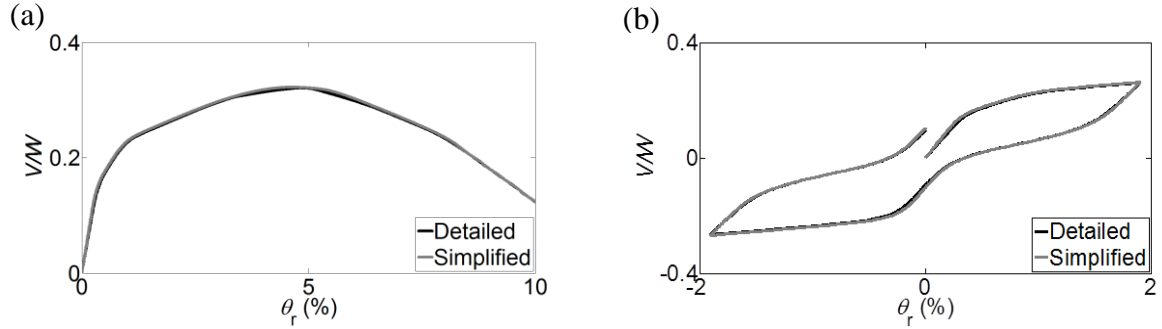 (a)
V/W
0.4
0.2
0
0
5
10
θr (%)
Detailed
Simplified
(b)
V/W
0.4
0
-0.4
-2
0
2
θr (%)
Detailed
Simplified